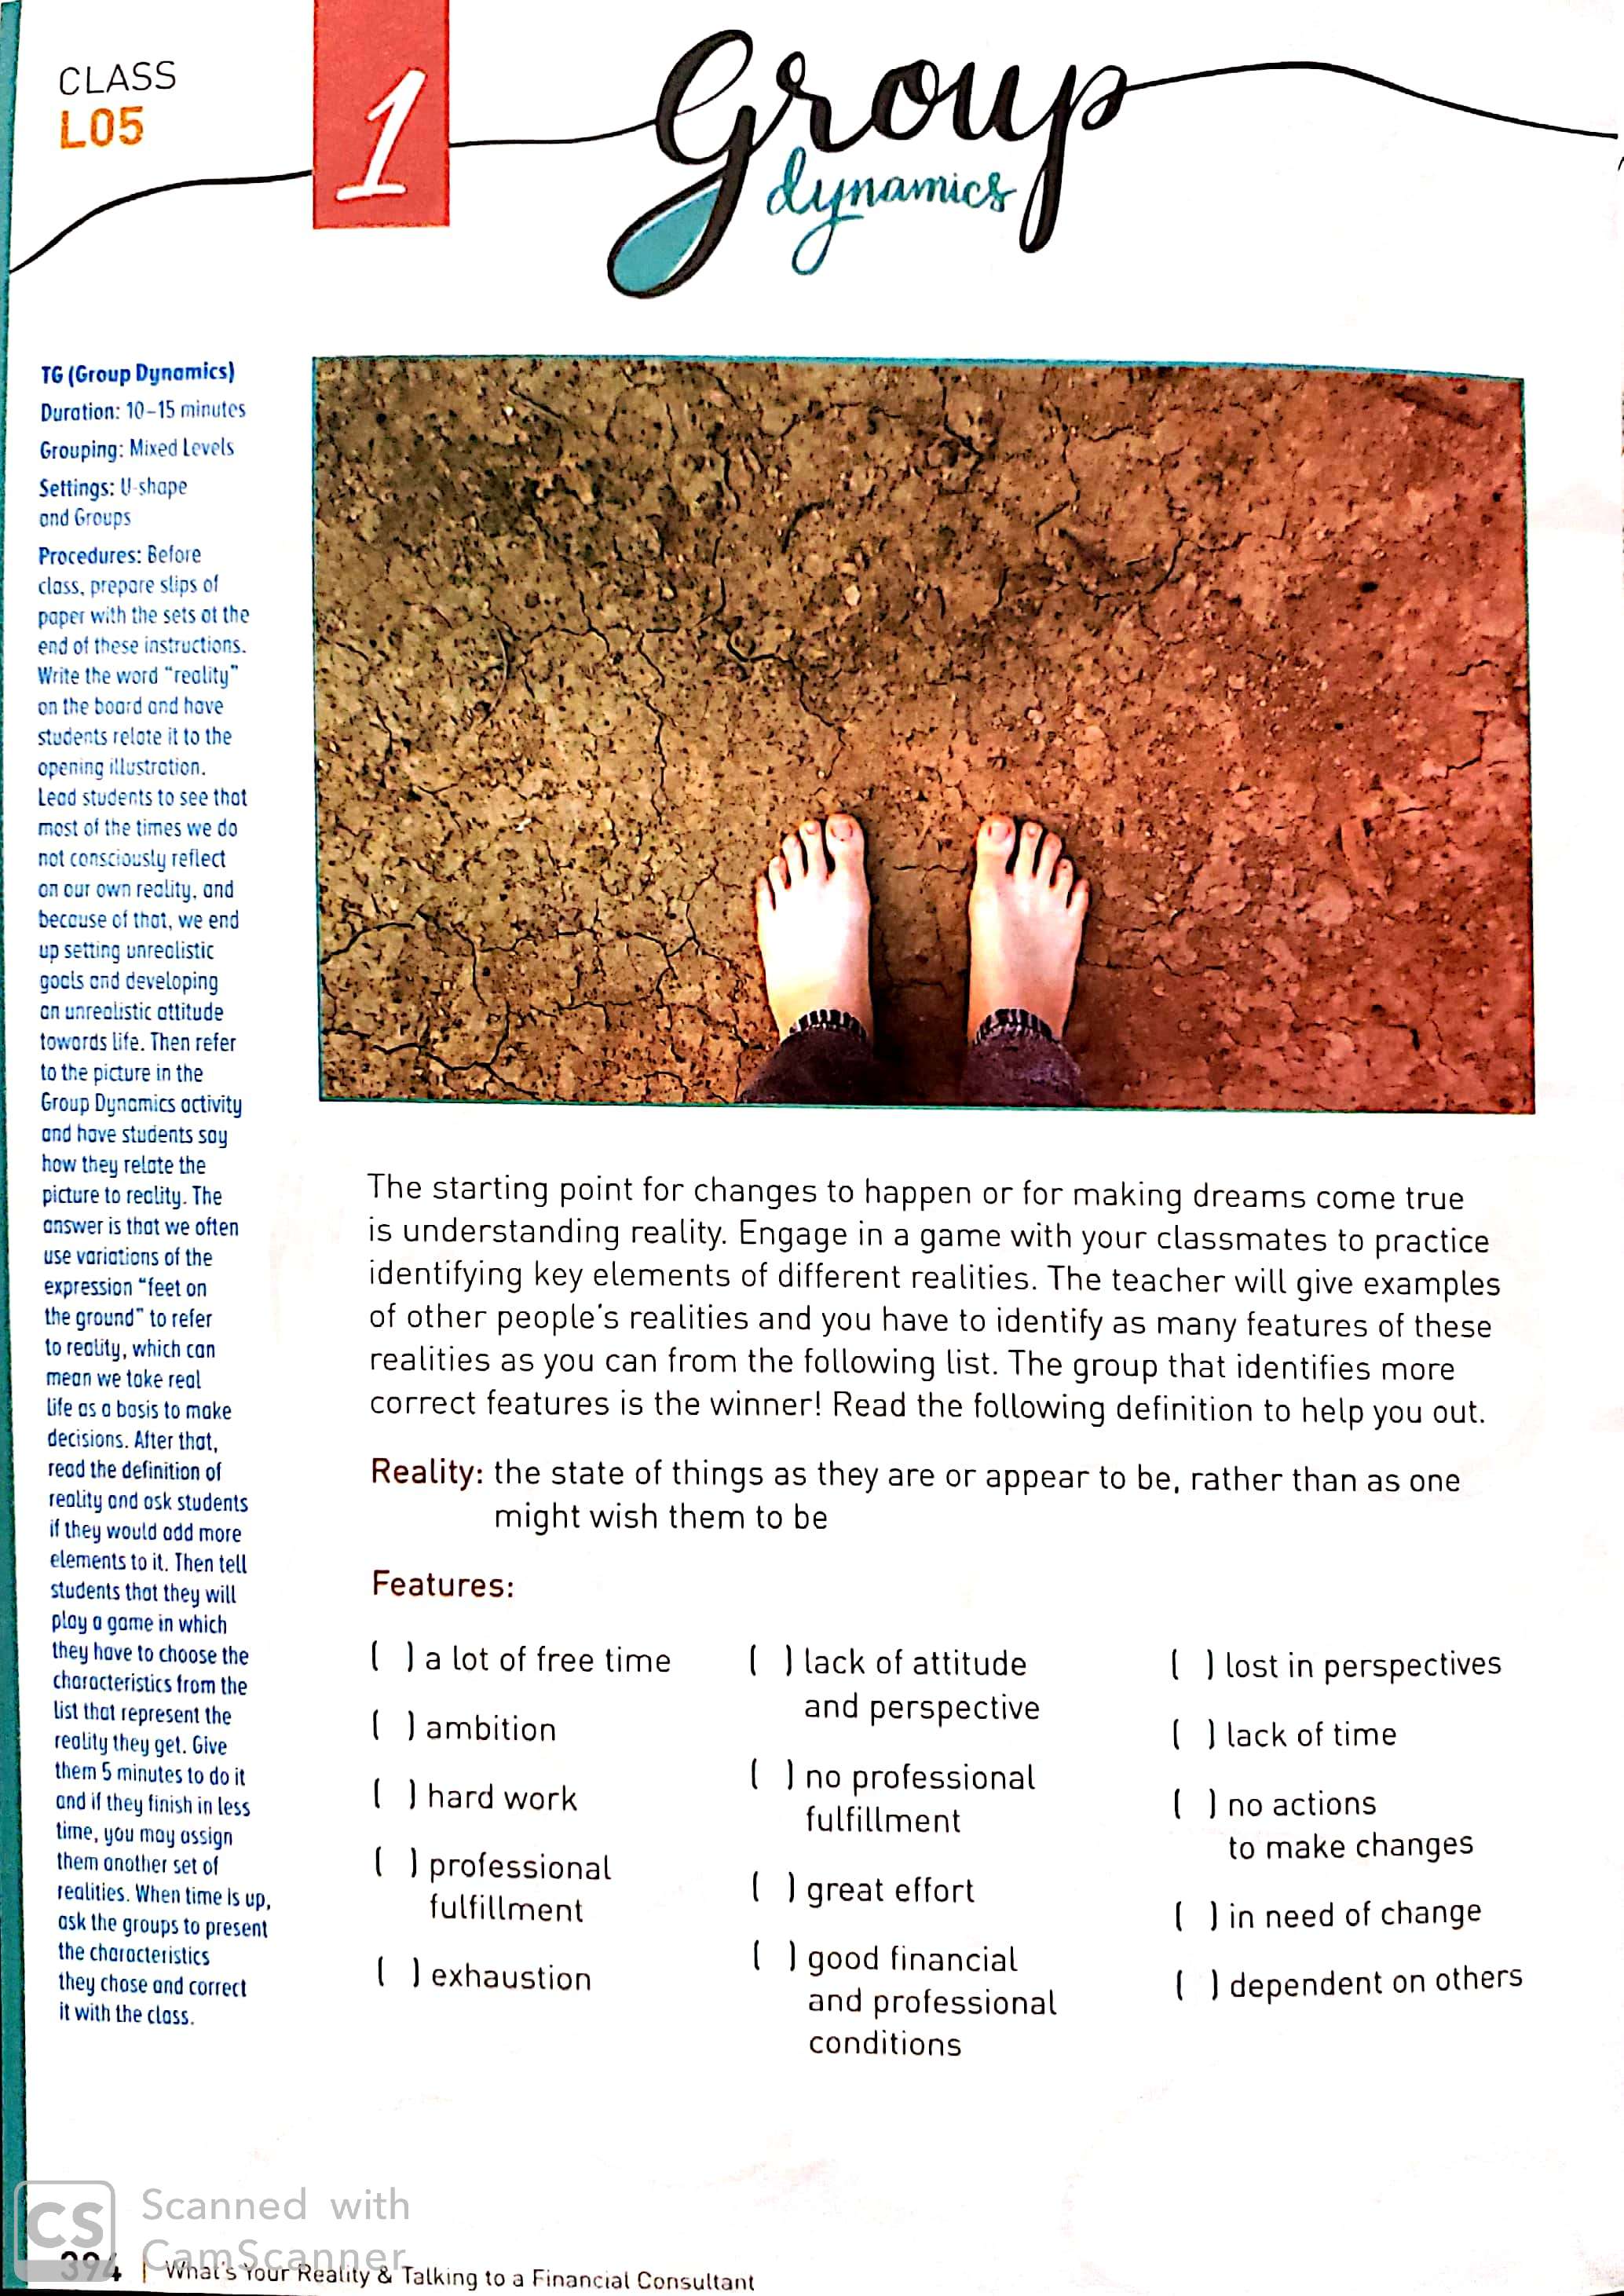 CLASS
L05
1
Group
dynamics
TG (Group Dynamics)
Duration: 10–15 minutes
Grouping: Mixed Levels
Settings: U-shape
and Groups
Procedures: Before
class, prepare slips of
paper with the sets at the
end of these instructions.
Write the word “reality”
on the board and have
students relate it to the
opening illustration.
Lead students to see that
most of the times we do
not consciously reflect
on our own reality, and
because of that, we end
up setting unrealistic
goals and developing
an unrealistic attitude
towards life. Then refer
to the picture in the
Group Dynamics activity
and have students say
how they relate the
picture to reality. The
answer is that we often
use variations of the
expression “feet on
the ground” to refer
to reality, which can
mean we take real
life as a basis to make
decisions. After that,
read the definition of
reality and ask students
if they would add more
elements to it. Then tell
students that they will
play a game in which
they have to choose the
characteristics from the
list that represent the
reality they get. Give
them 5 minutes to do it
and if they finish in less
time, you may assign
them another set of
realities. When time is up,
ask the groups to present
the characteristics
they chose and correct
it with the class.
The starting point for changes to happen or for making dreams come true
is understanding reality. Engage in a game with your classmates to practice
identifying key elements of different realities. The teacher will give examples
of other people's realities and you have to identify as many features of these
realities as you can from the following list. The group that identifies more
correct features is the winner! Read the following definition to help you out.
Reality: the state of things as they are or appear to be, rather than as one
might wish them to be
Features:
( ) a lot of free time
( ) ambition
( ) hard work
( ) professional
fulfillment
( ) exhaustion
( ) lack of attitude
and perspective
( ) no professional
fulfillment
( ) great effort
( ) good financial
and professional
conditions
( ) lost in perspectives
( ) lack of time
( ) no actions
to make changes
( ) in need of change
( ) dependent on others
CS
Scanned with
CamScanner
394 | What's Your Reality & Talking to a Financial Consultant